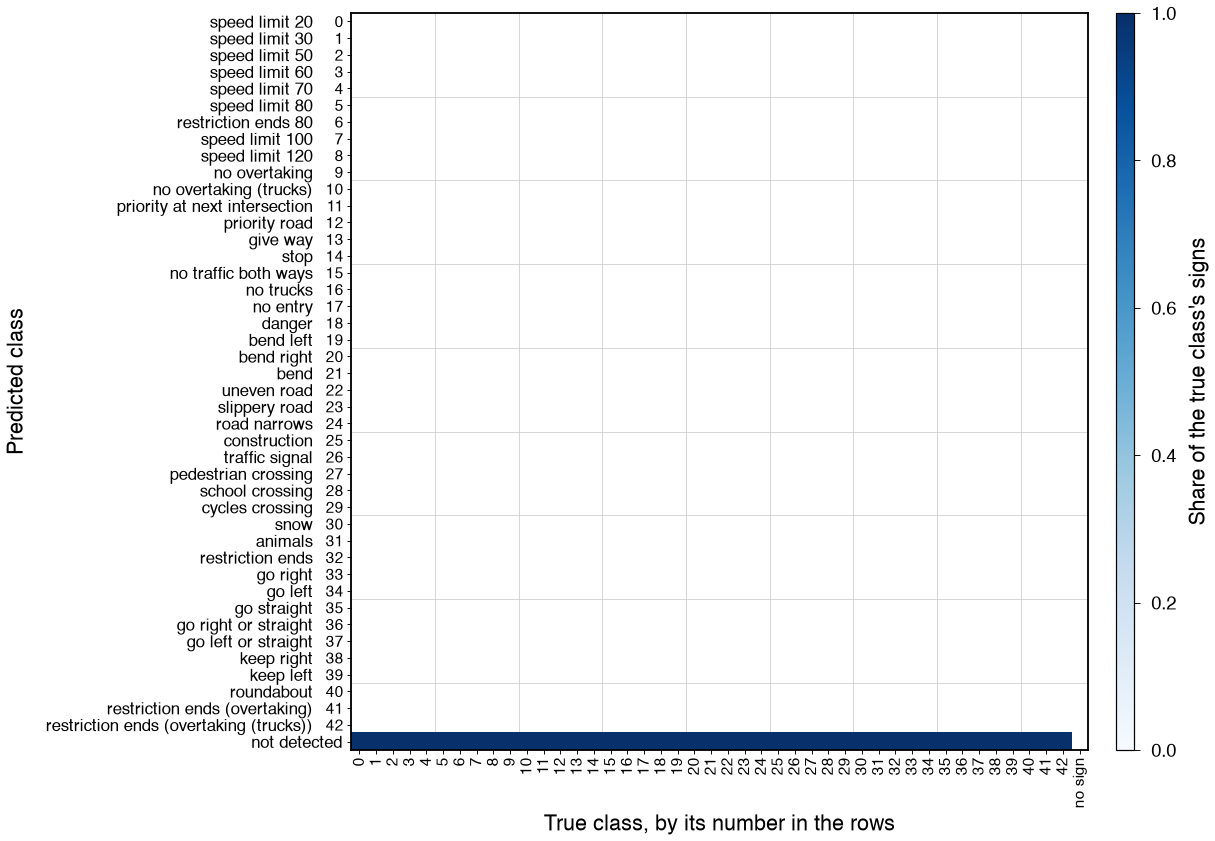 speed limit 20 0
speed limit 30 1
speed limit 50 2
speed limit 60 3
speed limit 70 4
speed limit 80 5
restriction ends 80 6
speed limit 100 7
speed limit 120 8
no overtaking 9
no overtaking (trucks) 10
priority at next intersection 11
priority road 12
give way 13
stop 14
no traffic both ways 15
no trucks 16
no entry 17
danger 18
bend left 19
bend right 20
bend 21
uneven road 22
slippery road 23
road narrows 24
construction 25
traffic signal 26
pedestrian crossing 27
school crossing 28
cycles crossing 29
snow 30
animals 31
restriction ends 32
go right 33
go left 34
go straight 35
go right or straight 36
go left or straight 37
keep right 38
keep left 39
roundabout 40
restriction ends (overtaking) 41
restriction ends (overtaking (trucks)) 42
not detected
Predicted class
0 1 2 3 4 5 6 7 8 9 10 11 12 13 14 15 16 17 18 19 20 21 22 23 24 25 26 27 28 29 30 31 32 33 34 35 36 37 38 39 40 41 42 no sign
True class, by its number in the rows
1.0
0.8
0.6
0.4
0.2
0.0
Share of the true class's signs